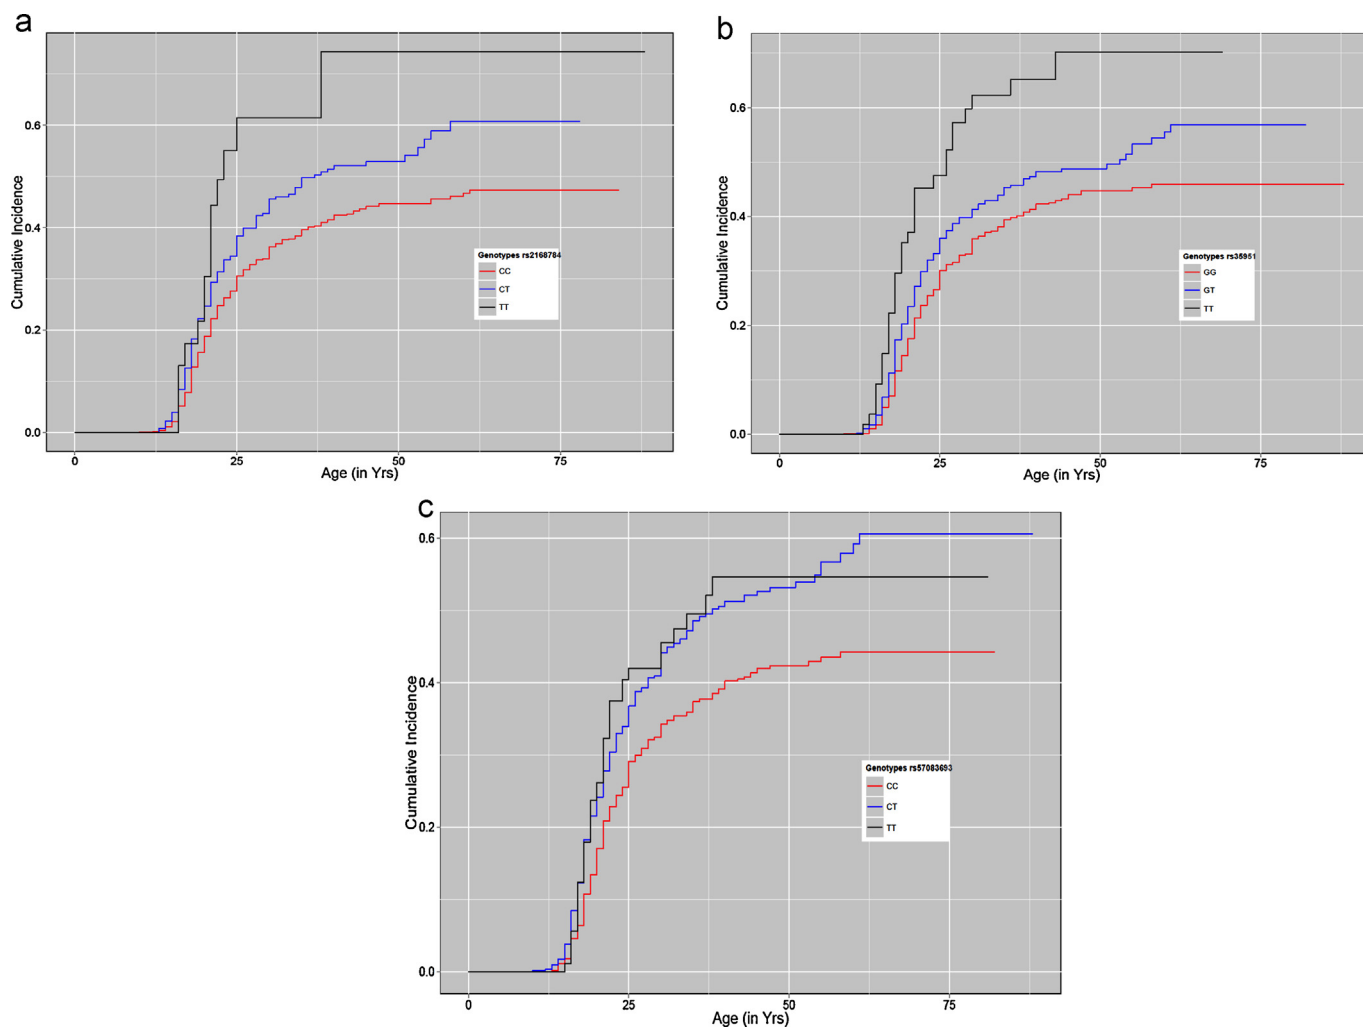 a
Cumulative Incidence
0.6
0.4
0.2
0.0
0
25
50
75
Age (in Yrs)
Genotypes rs2168784
CC
CT
TT
b
Cumulative Incidence
0.6
0.4
0.2
0.0
0
25
50
75
Age (in Yrs)
Genotypes rs35951
GG
GT
TT
c
Cumulative Incidence
0.6
0.4
0.2
0.0
0
25
50
75
Age (in Yrs)
Genotypes rs57083693
CC
CT
TT